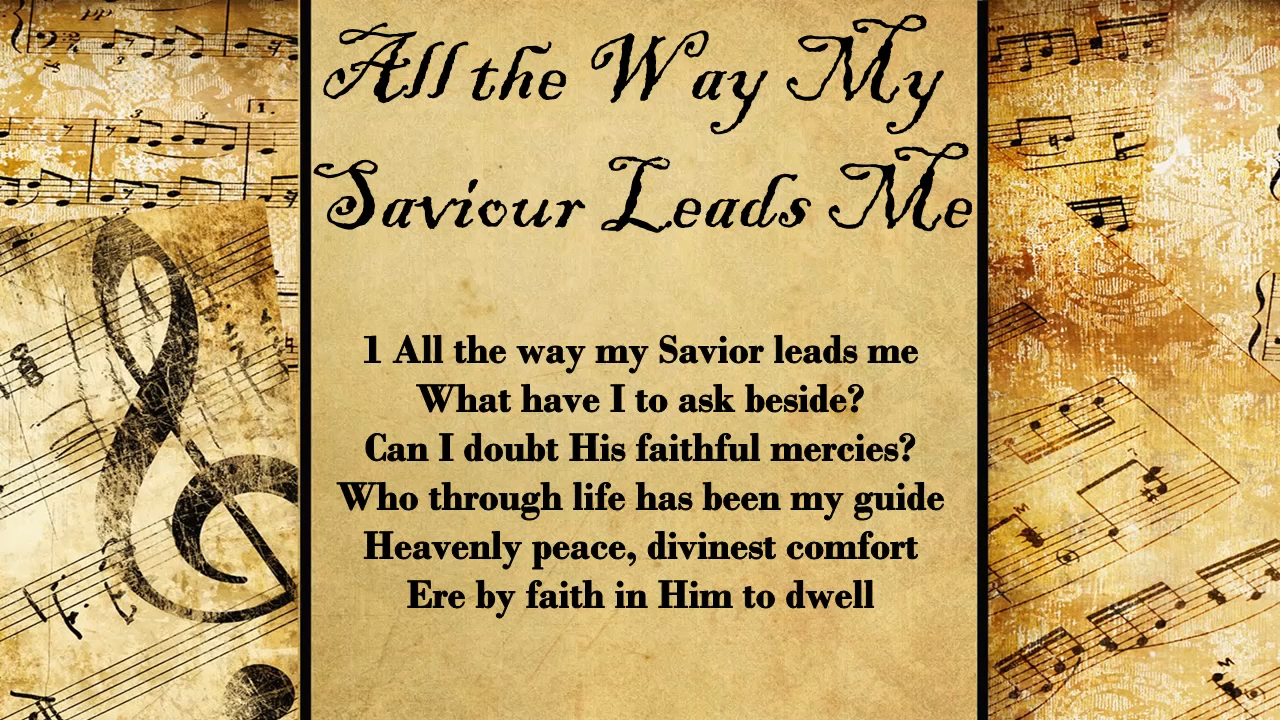 All the Way My
Saviour Leads Me
1 All the way my Savior leads me
What have I to ask beside?
Can I doubt His faithful mercies?
Who through life has been my guide
Heavenly peace, divinest comfort
Ere by faith in Him to dwell